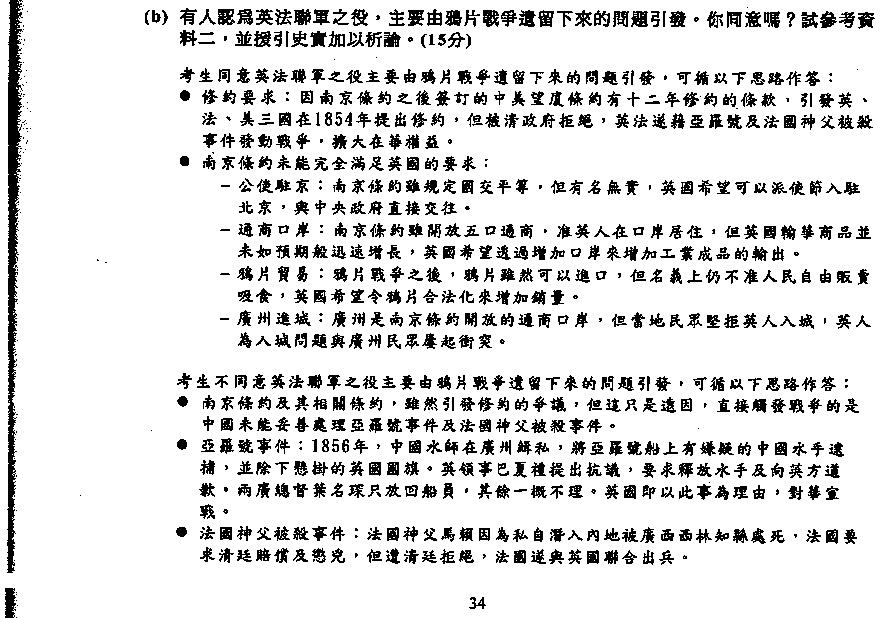 (b) 有人認為英法聯軍之役，主要由鴉片戰爭遺留下來的問題引發。你同意嗎？試參考資
料二，並援引史實加以析論。(15分)
考生同意英法聯軍之役主要由鴉片戰爭遺留下來的問題引發，可循以下思路作答：
● 修約要求：因南京條約之後簽訂的中美望廈條約有十二年修約的條款，引發英、
法、美三國在1854年提出修約，但被清政府拒絕，英法遂藉亞羅號及法國神父被殺
事件發動戰爭，擴大在華權益。
● 南京條約未能完全滿足英國的要求：
– 公使駐京：南京條約雖規定國交平等，但有名無實，英國希望可以派使節入駐
北京，與中央政府直接交往。
– 通商口岸：南京條約雖開放五口通商，准英人在口岸居住，但英國輸華商品並
未如預期般迅速增長，英國希望透過增加口岸來增加工業成品的輸出。
– 鴉片貿易：鴉片戰爭之後，鴉片雖然可以進口，但名義上仍不准人民自由販賣
吸食，英國希望令鴉片合法化來增加銷量。
– 廣州進城：廣州是南京條約開放的通商口岸，但當地民眾堅拒英人入城，英人
為入城問題與廣州民眾屢起衝突。
考生不同意英法聯軍之役主要由鴉片戰爭遺留下來的問題引發，可循以下思路作答：
● 南京條約及其相關條約，雖然引發修約的爭議，但這只是遠因，直接觸發戰爭的是
中國未能妥善處理亞羅號事件及法國神父被殺事件。
● 亞羅號事件：1856年，中國水師在廣州緝私，將亞羅號船上有嫌疑的中國水手逮
捕，並除下懸掛的英國國旗。英領事巴夏禮提出抗議，要求釋放水手及向英方道
歉。兩廣總督葉名琛只放回船員，其餘一概不理。英國即以此事為理由，對華宣
戰。
● 法國神父被殺事件：法國神父馬賴因為私自潛入內地被廣西西林知縣處死，法國要
求清廷賠償及懲兇，但遭清廷拒絕，法國遂與英國聯合出兵。
34